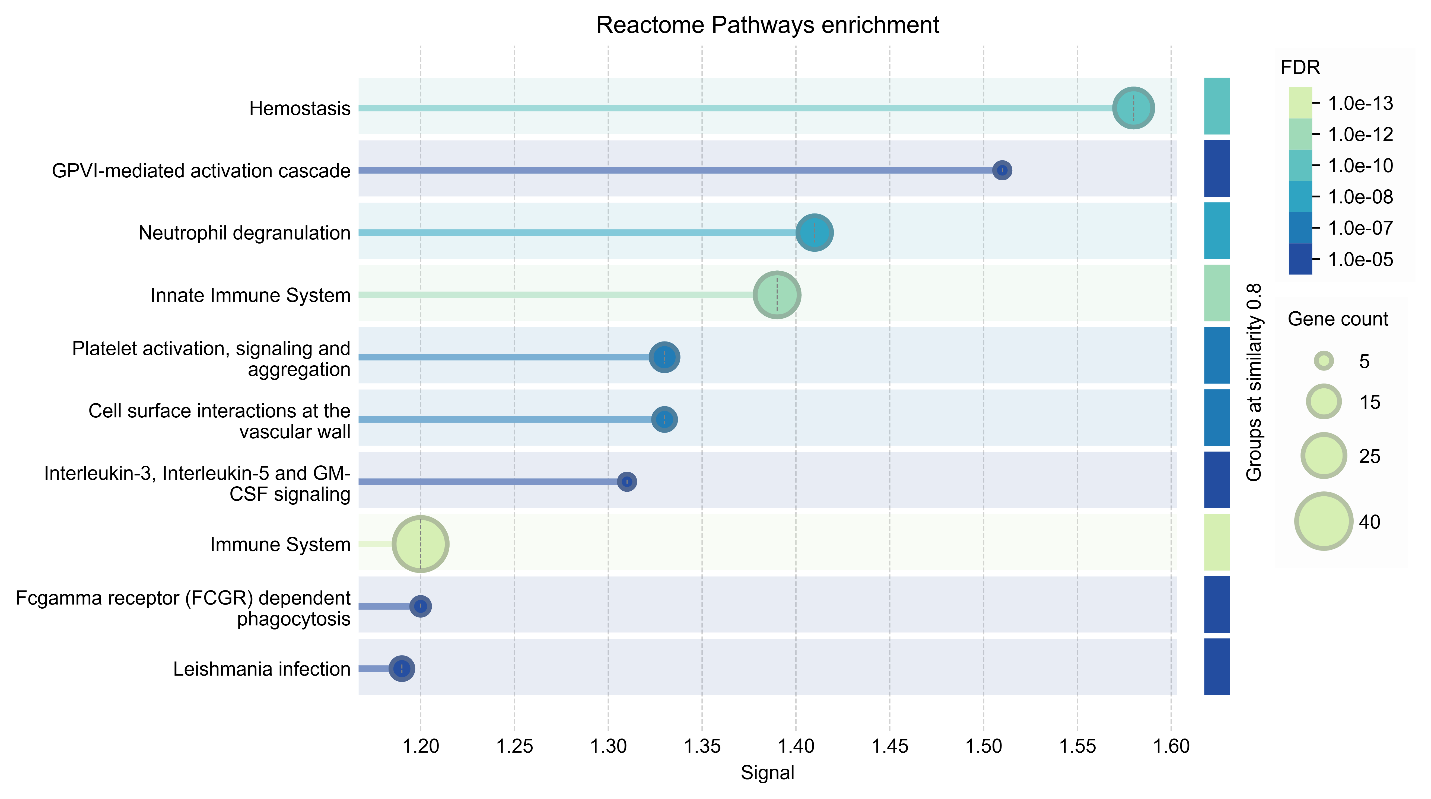 Reactome Pathways enrichment
Hemostasis
GPVI-mediated activation cascade
Neutrophil degranulation
Innate Immune System
Platelet activation, signaling and
aggregation
Cell surface interactions at the
vascular wall
Interleukin-3, Interleukin-5 and GM-
CSF signaling
Immune System
Fcgamma receptor (FCGR) dependent
phagocytosis
Leishmania infection
1.20 1.25 1.30 1.35 1.40 1.45 1.50 1.55 1.60
Signal
Groups at similarity 0.8
FDR
1.0e-13
1.0e-12
1.0e-10
1.0e-08
1.0e-07
1.0e-05
Gene count
5
15
25
40